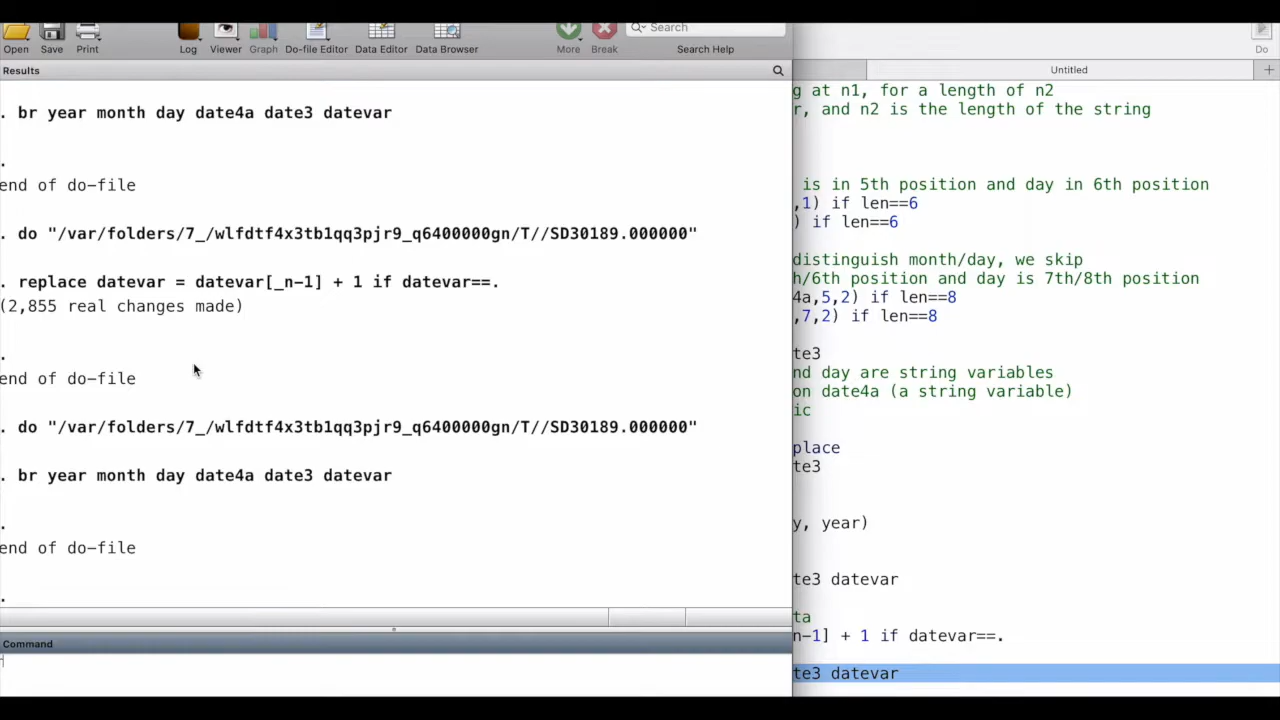 Open Save Print Log Viewer Graph Do-file Editor Data Editor Data Browser More Break Search Help
Search
Do
Results
Untitled
. br year month day date4a date3 datevar
.
end of do-file
. do "/var/folders/7_/wlfdtf4x3tb1qq3pjr9_q6400000gn/T//SD30189.000000"
. replace datevar = datevar[_n-1] + 1 if datevar==.
(2,855 real changes made)
.
end of do-file
. do "/var/folders/7_/wlfdtf4x3tb1qq3pjr9_q6400000gn/T//SD30189.000000"
. br year month day date4a date3 datevar
.
end of do-file
.
Command
g at n1, for a length of n2
r, and n2 is the length of the string
is in 5th position and day in 6th position
,1) if len==6
) if len==6
distinguish month/day, we skip
h/6th position and day is 7th/8th position
4a,5,2) if len==8
,7,2) if len==8
te3
nd day are string variables
on date4a (a string variable)
ic
place
te3
y, year)
te3 datevar
ta
n-1] + 1 if datevar==.
te3 datevar